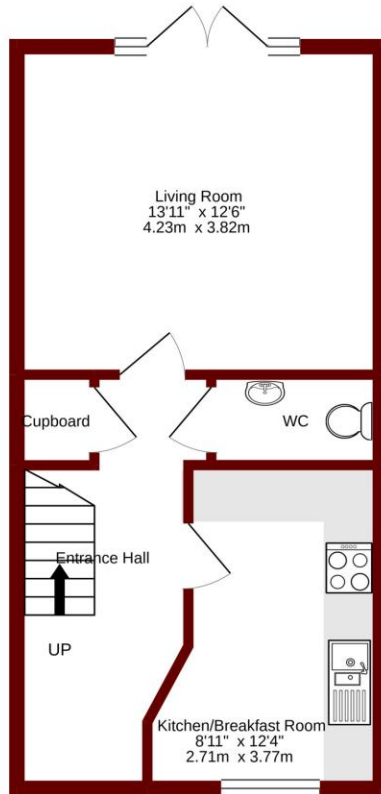 Living Room
13'11" x 12'6"
4.23m x 3.82m
Cupboard
WC
Entrance Hall
UP
Kitchen/Breakfast Room
8'11" x 12'4"
2.71m x 3.77m